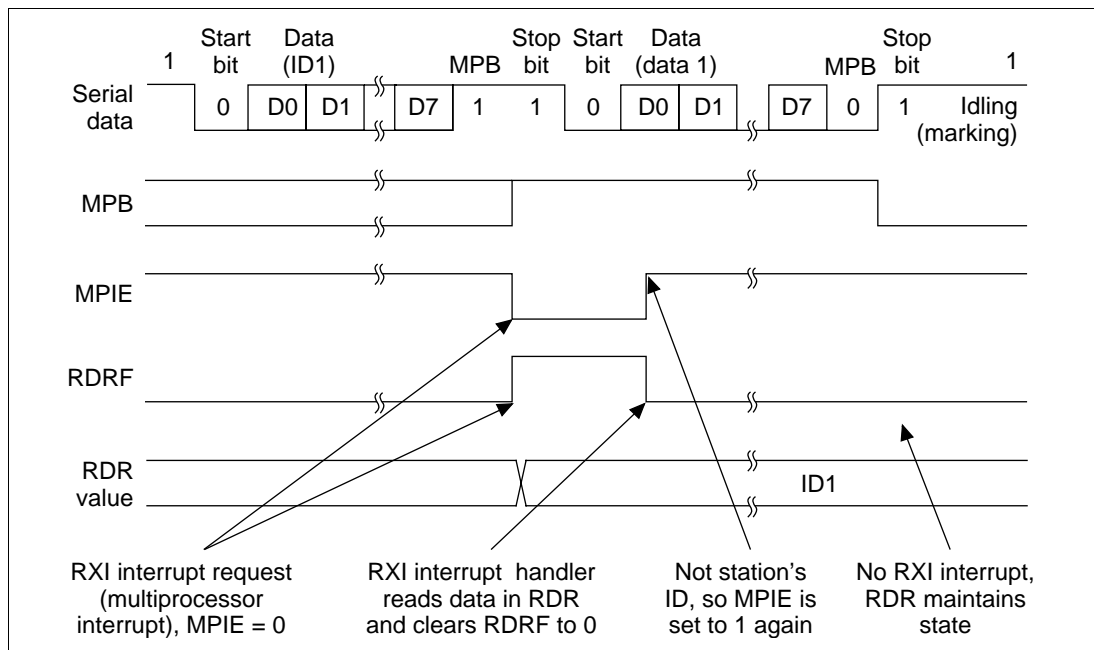 1 Start bit Data (ID1) MPB Stop bit Start bit Data (data 1) MPB Stop bit 1
Serial data 0 D0 D1 D7 1 1 0 D0 D1 D7 0 1 Idling (marking)
MPB
MPIE
RDRF
RDR value ID1
RXI interrupt request (multiprocessor interrupt), MPIE = 0
RXI interrupt handler reads data in RDR and clears RDRF to 0
Not station's ID, so MPIE is set to 1 again
No RXI interrupt, RDR maintains state